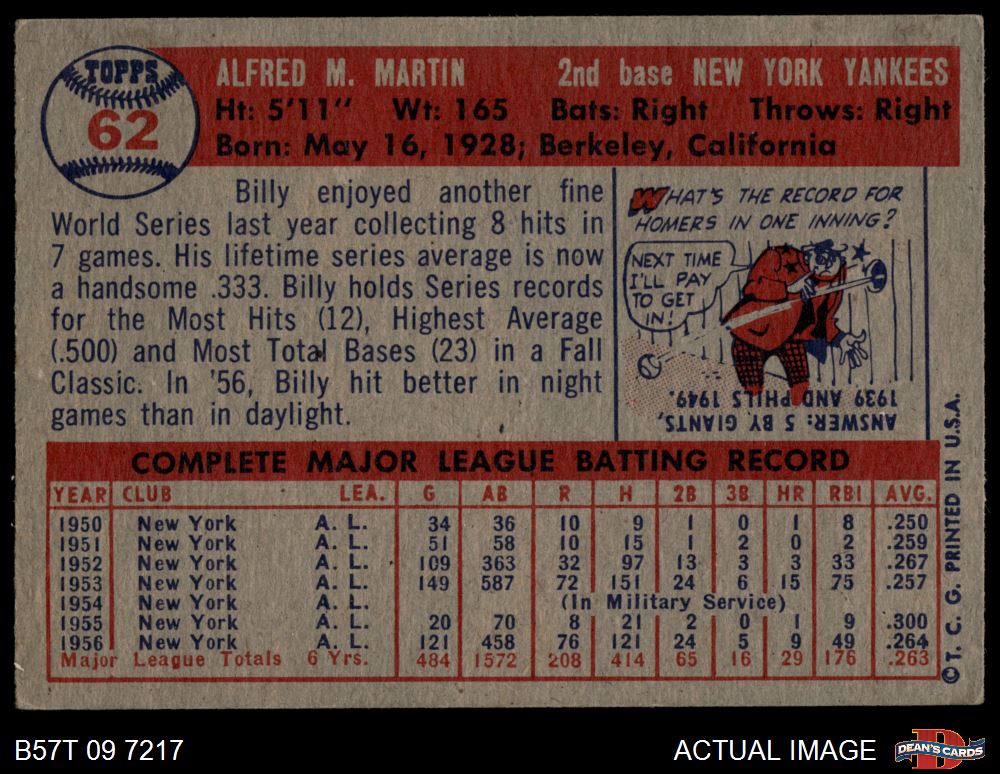 TOPPS
62
ALFRED M. MARTIN 2nd base NEW YORK YANKEES
Ht: 5'11" Wt: 165 Bats: Right Throws: Right
Born: May 16, 1928; Berkeley, California
Billy enjoyed another fine
World Series last year collecting 8 hits in
7 games. His lifetime series average is now
a handsome .333. Billy holds Series records
for the Most Hits (12), Highest Average
(.500) and Most Total Bases (23) in a Fall
Classic. In '56, Billy hit better in night
games than in daylight.
WHAT'S THE RECORD FOR
HOMERS IN ONE INNING?
NEXT TIME
I'LL PAY
TO GET
IN!
ANSWER: 5 BY GIANTS,
1939 AND PHILS 1949.
COMPLETE MAJOR LEAGUE BATTING RECORD
YEAR CLUB LEA. G AB R H 2B 3B HR RBI AVG.
1950 New York A. L. 34 36 10 9 1 0 1 8 .250
1951 New York A. L. 51 58 10 15 1 2 0 2 .259
1952 New York A. L. 109 363 32 97 13 3 3 33 .267
1953 New York A. L. 149 587 72 151 24 6 15 75 .257
1954 New York A. L. (In Military Service)
1955 New York A. L. 20 70 8 21 2 0 1 9 .300
1956 New York A. L. 121 458 76 121 24 5 9 49 .264
Major League Totals 6 Yrs. 484 1572 208 414 65 16 29 176 .263
©T. C. G. PRINTED IN U.S.A.
B57T 09 7217
ACTUAL IMAGE
DEAN'S CARDS